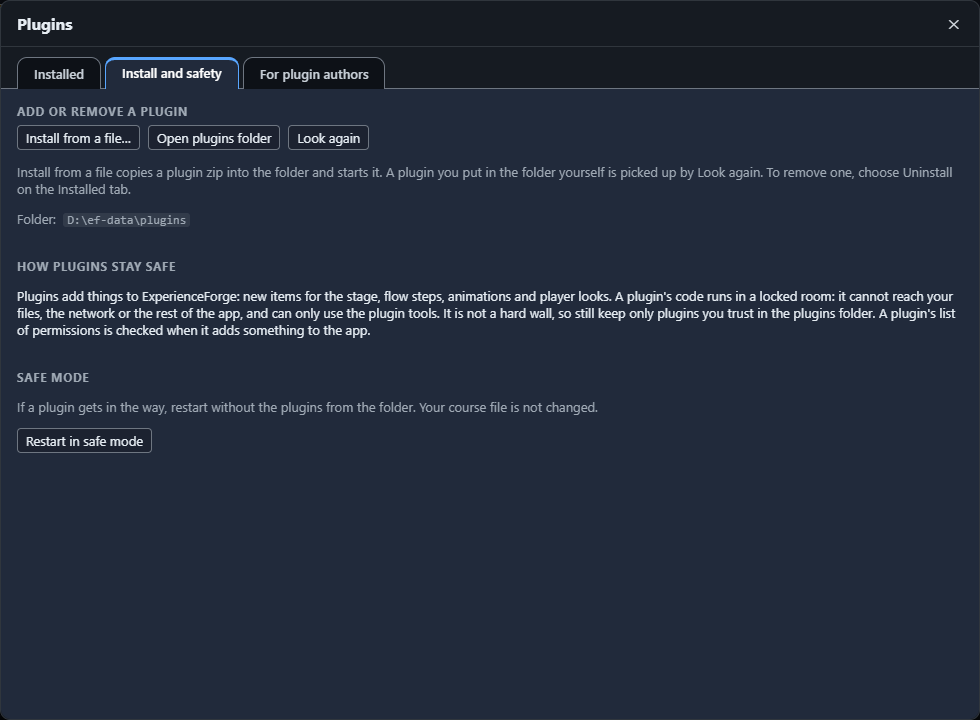 Plugins
Installed
Install and safety
For plugin authors
ADD OR REMOVE A PLUGIN
Install from a file...
Open plugins folder
Look again
Install from a file copies a plugin zip into the folder and starts it. A plugin you put in the folder yourself is picked up by Look again. To remove one, choose Uninstall
on the Installed tab.
Folder: D:\ef-data\plugins
HOW PLUGINS STAY SAFE
Plugins add things to ExperienceForge: new items for the stage, flow steps, animations and player looks. A plugin's code runs in a locked room: it cannot reach your
files, the network or the rest of the app, and can only use the plugin tools. It is not a hard wall, so still keep only plugins you trust in the plugins folder. A plugin's list
of permissions is checked when it adds something to the app.
SAFE MODE
If a plugin gets in the way, restart without the plugins from the folder. Your course file is not changed.
Restart in safe mode